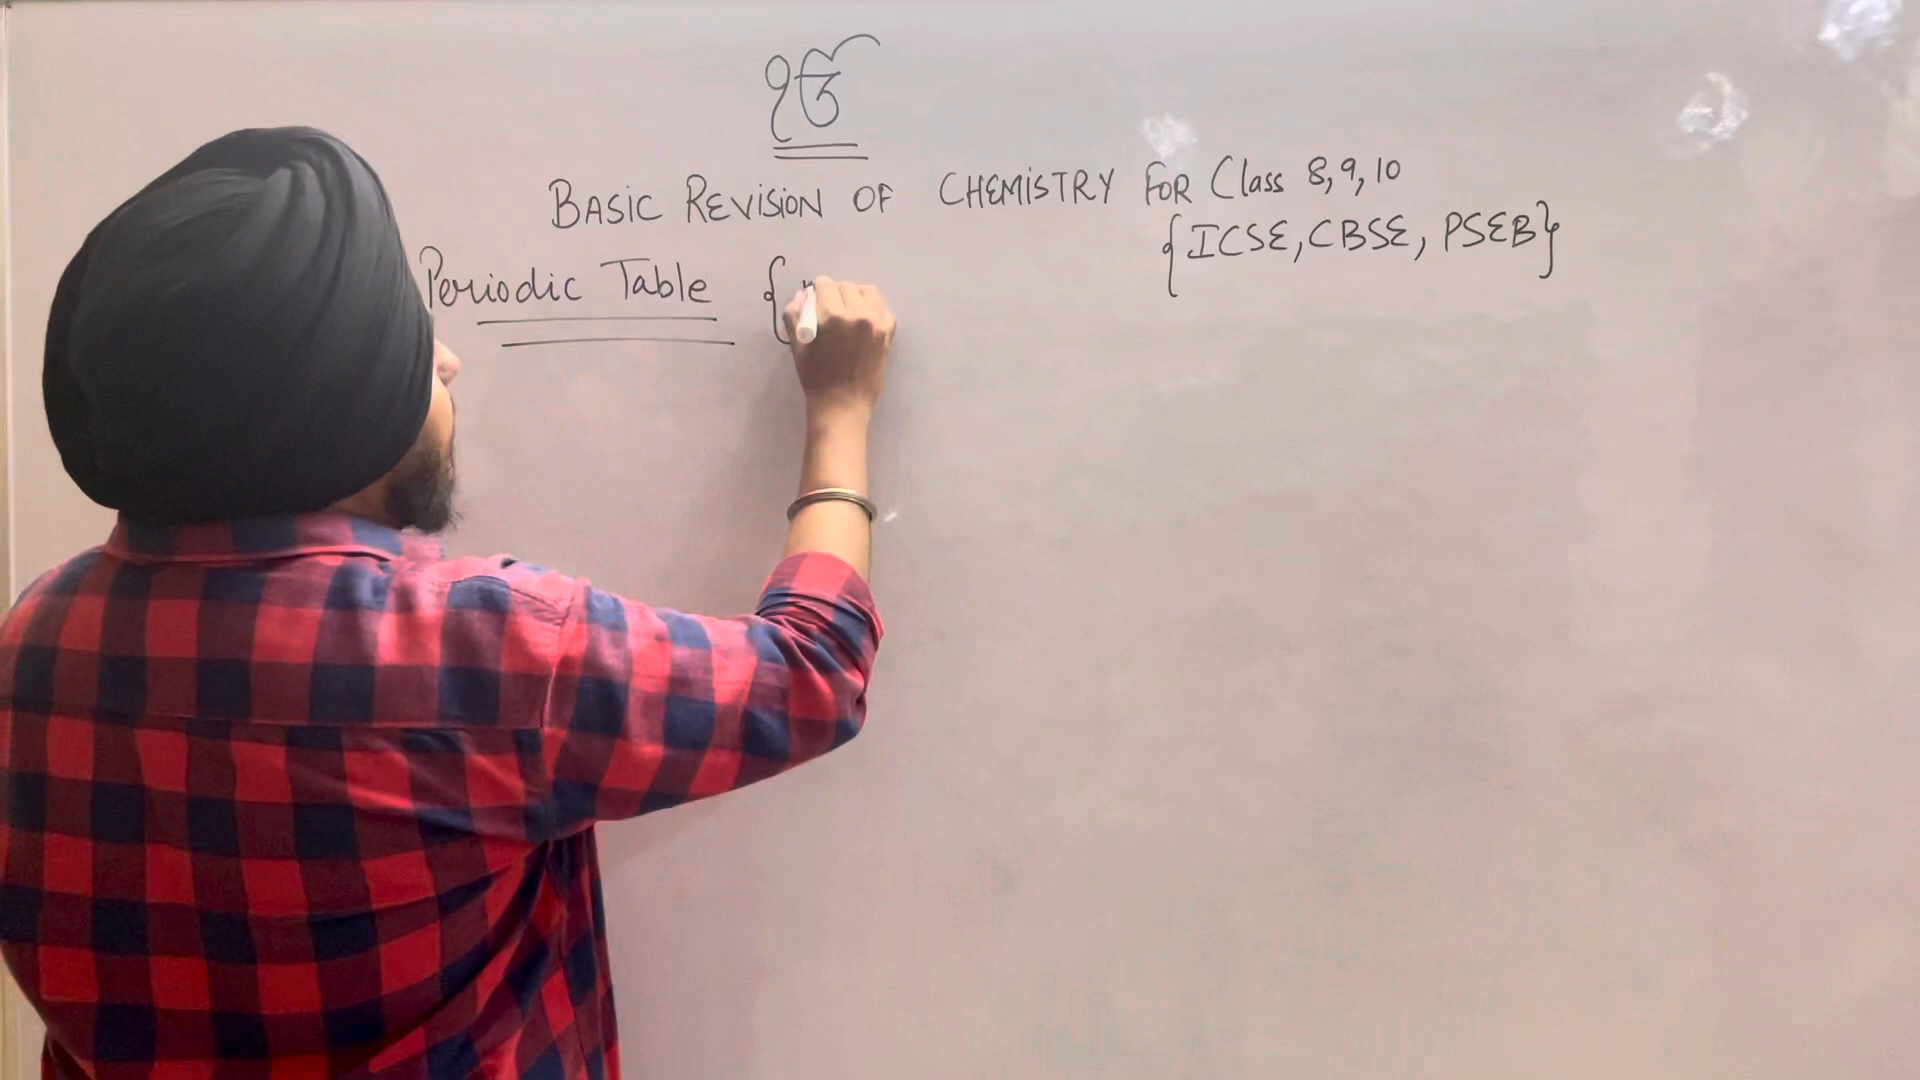 ੴ
BASIC REVISION OF CHEMISTRY FOR Class 8, 9, 10
{ICSE, CBSE, PSEB}
Periodic Table {